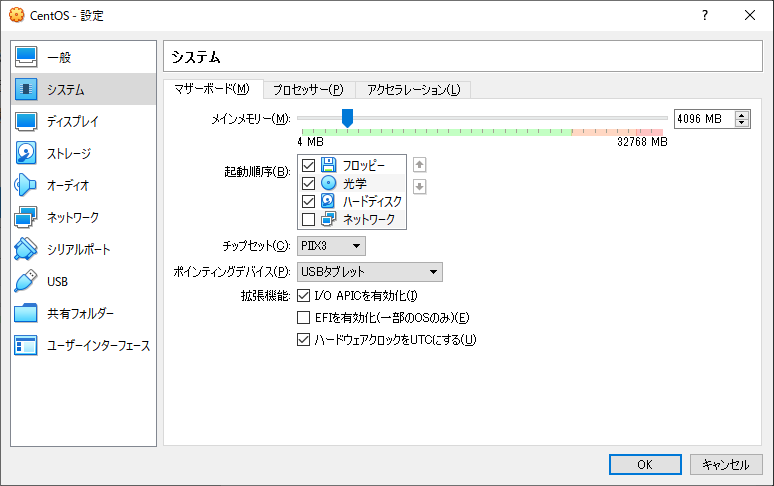 CentOS - 設定
?
一般
システム
ディスプレイ
ストレージ
オーディオ
ネットワーク
シリアルポート
USB
共有フォルダー
ユーザーインターフェース
システム
マザーボード(M) プロセッサー(P) アクセラレーション(L)
メインメモリー(M): 4096 MB
4 MB 32768 MB
起動順序(B):
フロッピー
光学
ハードディスク
ネットワーク
チップセット(C): PIIX3
ポインティングデバイス(P): USBタブレット
拡張機能: I/O APICを有効化(I)
EFIを有効化(一部のOSのみ)(E)
ハードウェアクロックをUTCにする(U)
OK キャンセル